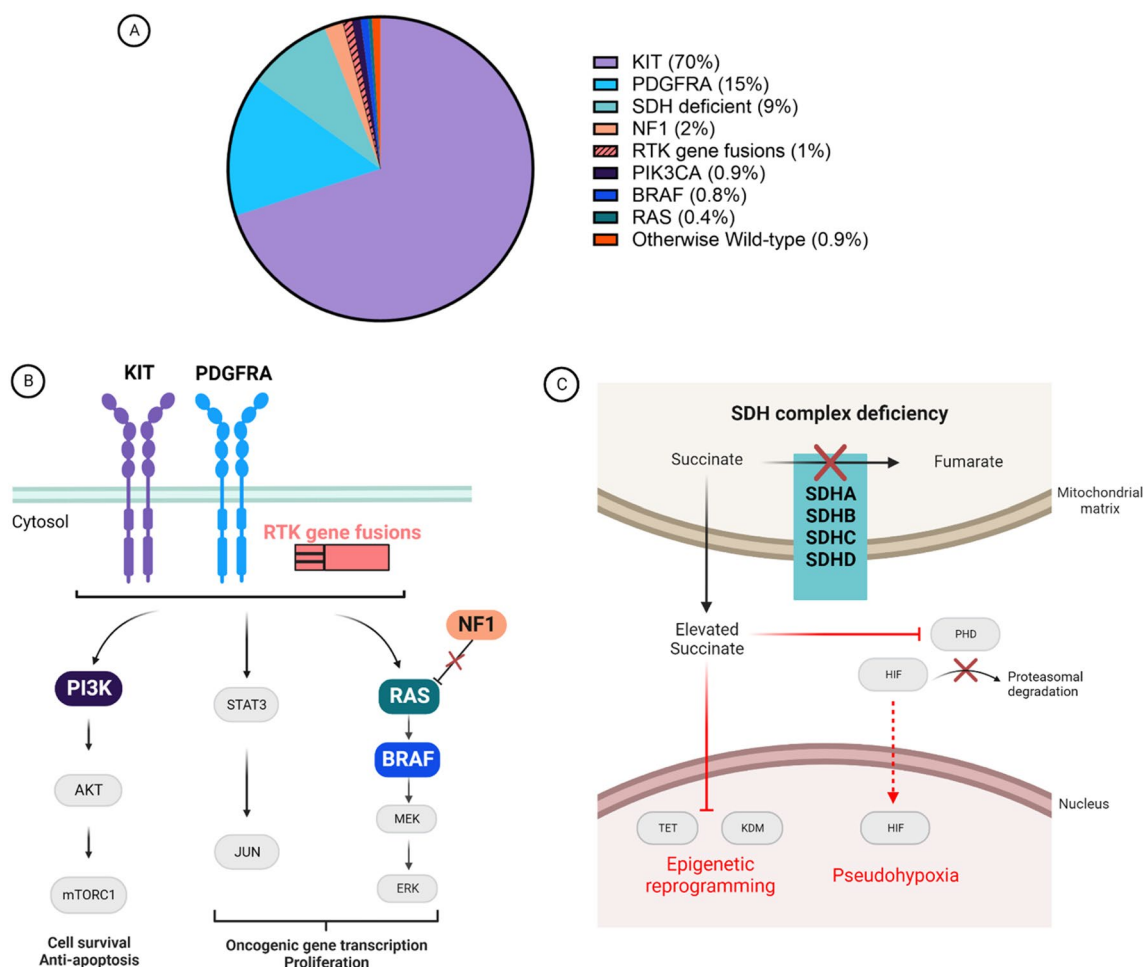 A
KIT (70%)
PDGFRA (15%)
SDH deficient (9%)
NF1 (2%)
RTK gene fusions (1%)
PIK3CA (0.9%)
BRAF (0.8%)
RAS (0.4%)
Otherwise Wild-type (0.9%)
B
KIT
PDGFRA
Cytosol
RTK gene fusions
NF1
PI3K
STAT3
RAS
BRAF
AKT
MEK
JUN
mTORC1
ERK
Cell survival
Anti-apoptosis
Oncogenic gene transcription
Proliferation
C
SDH complex deficiency
Succinate
Fumarate
SDHA
SDHB
SDHC
SDHD
Mitochondrial
matrix
Elevated
Succinate
PHD
HIF
Proteasomal
degradation
Nucleus
TET
KDM
HIF
Epigenetic
reprogramming
Pseudohypoxia